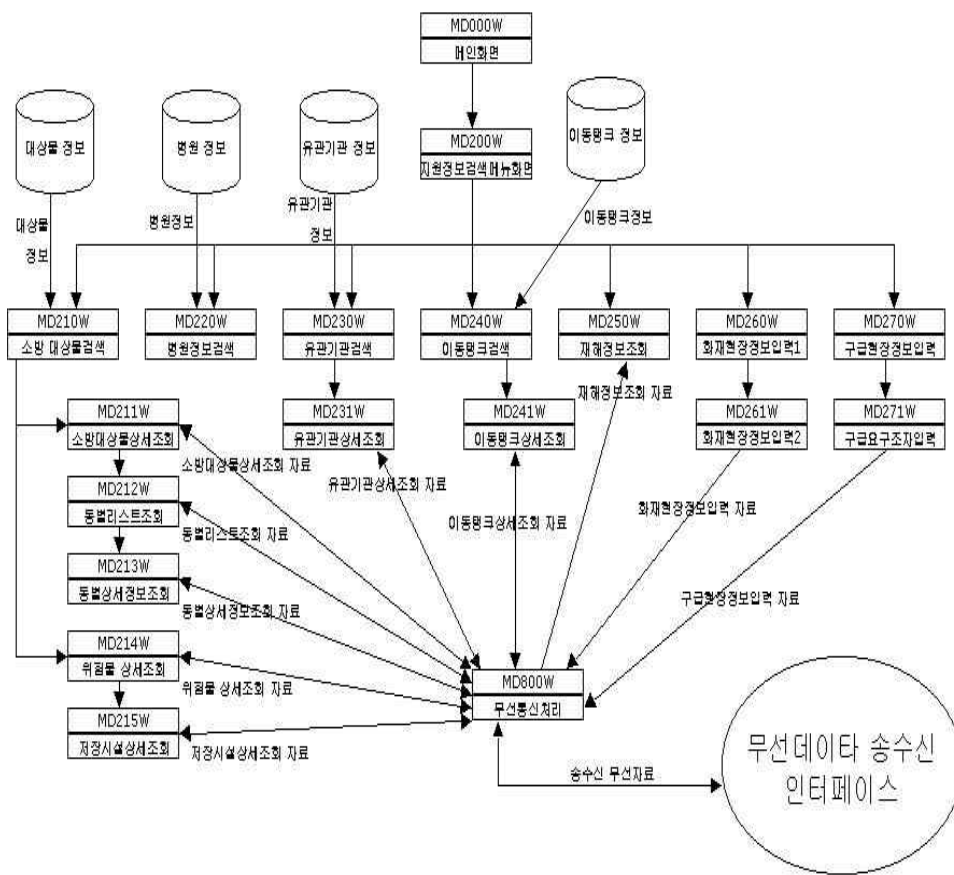 MD000W
메인화면
대상물 정보
병원 정보
유관기관 정보
MD200W
지원정보검색메뉴화면
이동탱크 정보
대상물
정보
병원정보
유관기관
정보
이동탱크정보
MD210W
소방 대상물검색
MD220W
병원정보검색
MD230W
유관기관검색
MD240W
이동탱크검색
MD250W
재해정보조회
MD260W
화재현장정보입력1
MD270W
구급현장정보입력
재해정보조회 자료
MD211W
소방대상물상세조회
MD231W
유관기관상세조회
MD241W
이동탱크상세조회
MD261W
화재현장정보입력2
MD271W
구급요구조자입력
소방대상물상세조회 자료
유관기관상세조회 자료
MD212W
동별리스트조회
동별리스트조회 자료
이동탱크상세조회 자료
화재현장정보입력 자료
MD213W
동별상세정보조회
동별상세정보조회 자료
구급현장정보입력 자료
MD214W
위험물 상세조회
위험물 상세조회 자료
MD800W
무선통신처리
MD215W
저장시설상세조회
저장시설상세조회 자료
송수신 무선자료
무선데이타 송수신
인터페이스